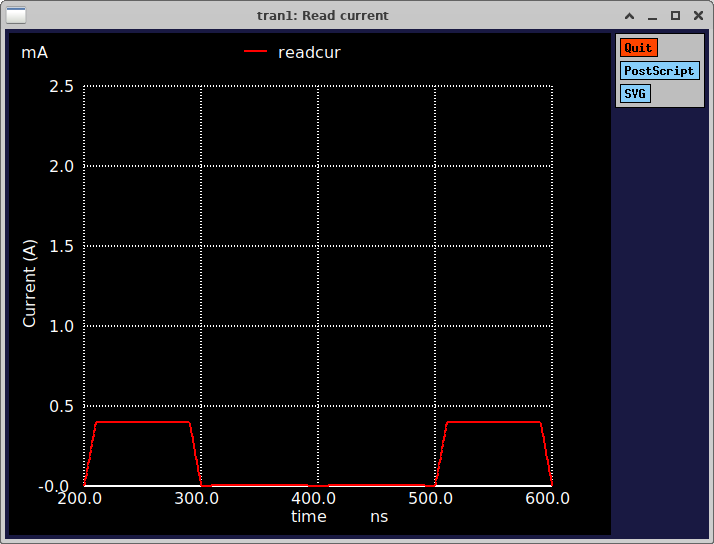 tran1: Read current
Quit
PostScript
SVG
mA
readcur
2.5
2.0
1.5
1.0
0.5
-0.0
Current (A)
200.0 300.0 400.0 500.0 600.0
time ns